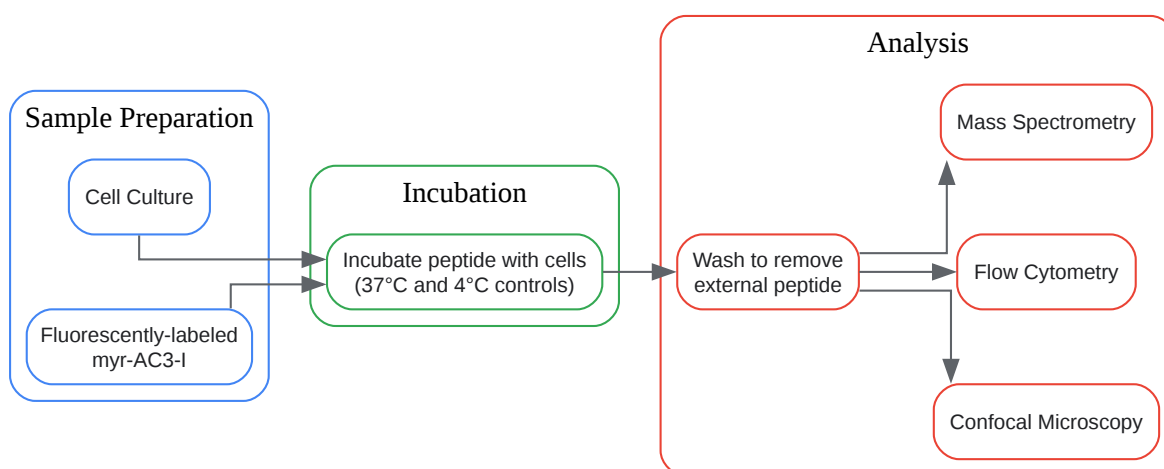 Sample Preparation
Cell Culture
Fluorescently-labeled
myr-AC3-I
Incubation
Incubate peptide with cells
(37°C and 4°C controls)
Analysis
Wash to remove
external peptide
Mass Spectrometry
Flow Cytometry
Confocal Microscopy